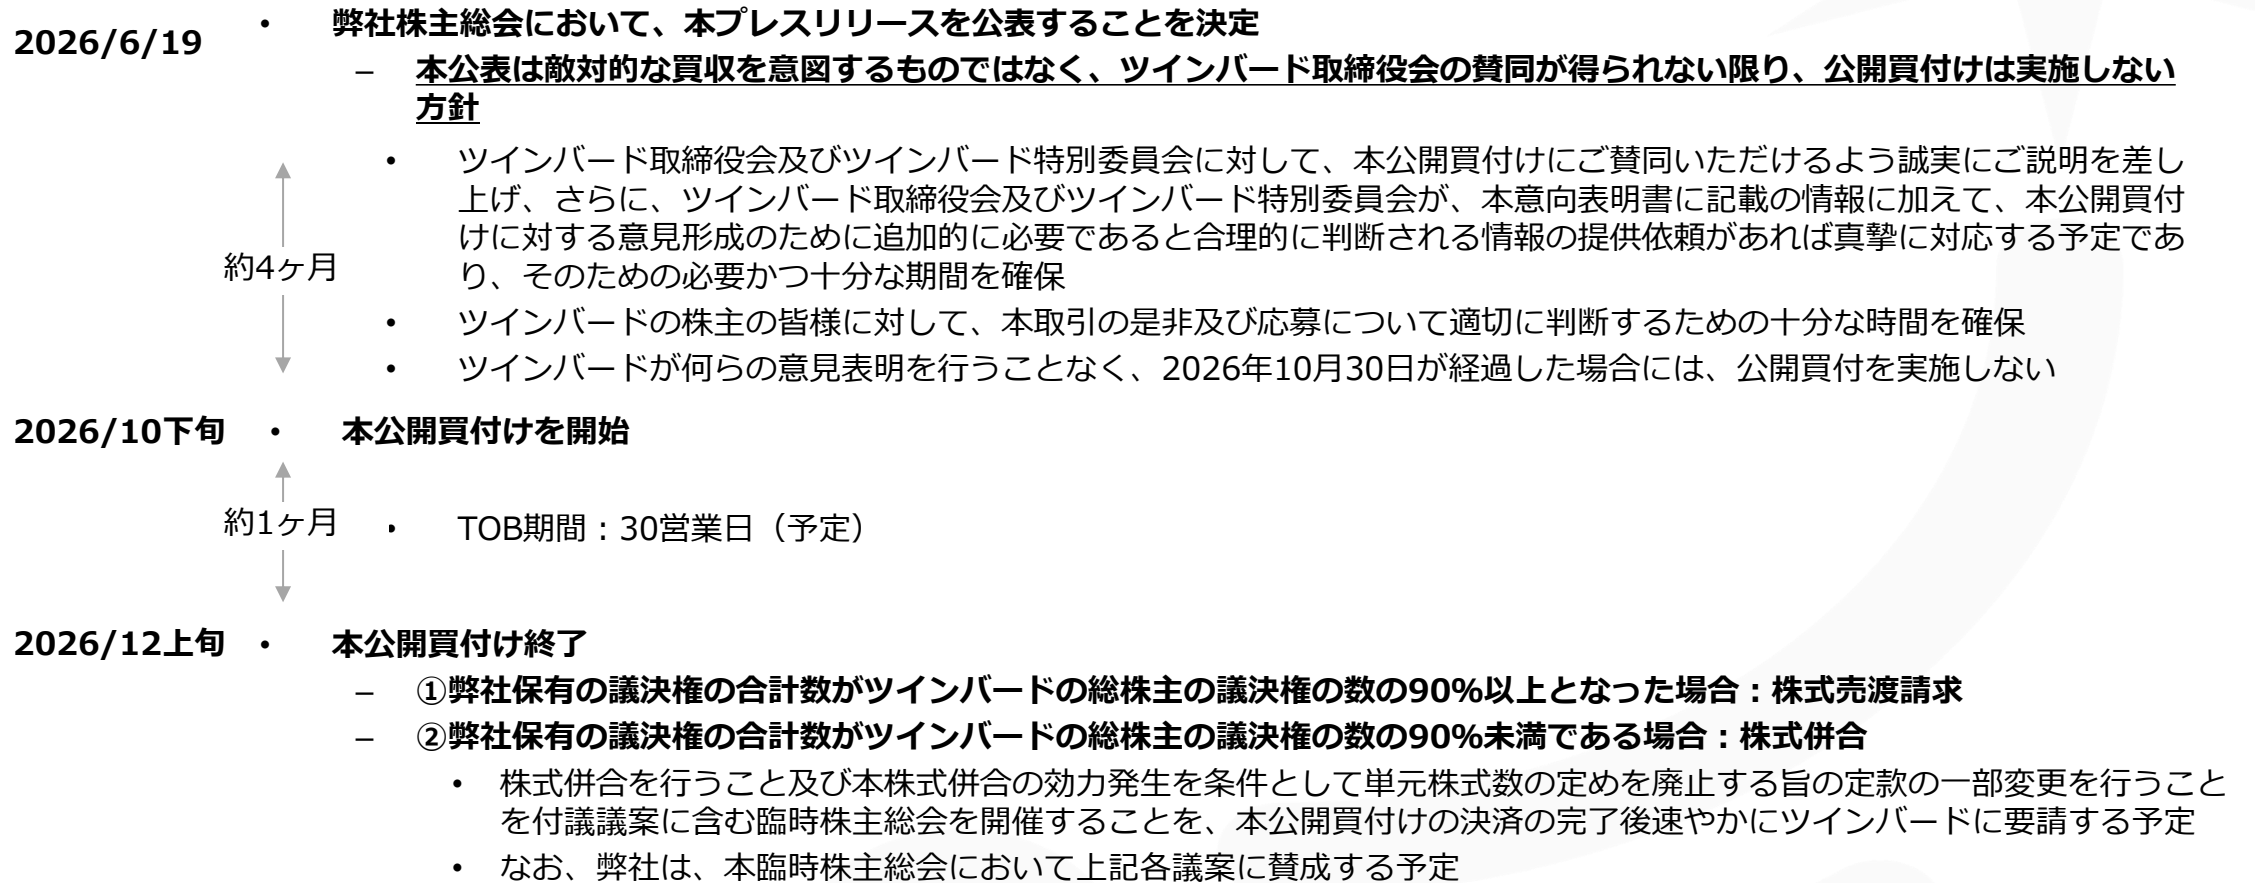 2026/6/19
• 弊社株主総会において、本プレスリリースを公表することを決定
– 本公表は敵対的な買収を意図するものではなく、ツインバード取締役会の賛同が得られない限り、公開買付けは実施しない
方針
約4ヶ月
• ツインバード取締役会及びツインバード特別委員会に対して、本公開買付けにご賛同いただけるよう誠実にご説明を差し
上げ、さらに、ツインバード取締役会及びツインバード特別委員会が、本意向表明書に記載の情報に加えて、本公開買付
けに対する意見形成のために追加的に必要であると合理的に判断される情報の提供依頼があれば真摯に対応する予定であ
り、そのための必要かつ十分な期間を確保
• ツインバードの株主の皆様に対して、本取引の是非及び応募について適切に判断するための十分な時間を確保
• ツインバードが何らの意見表明を行うことなく、2026年10月30日が経過した場合には、公開買付を実施しない
2026/10下旬 • 本公開買付けを開始
約1ヶ月
• TOB期間：30営業日（予定）
2026/12上旬 • 本公開買付け終了
– ①弊社保有の議決権の合計数がツインバードの総株主の議決権の数の90%以上となった場合：株式売渡請求
– ②弊社保有の議決権の合計数がツインバードの総株主の議決権の数の90%未満である場合：株式併合
• 株式併合を行うこと及び本株式併合の効力発生を条件として単元株式数の定めを廃止する旨の定款の一部変更を行うこと
を付議議案に含む臨時株主総会を開催することを、本公開買付けの決済の完了後速やかにツインバードに要請する予定
• なお、弊社は、本臨時株主総会において上記各議案に賛成する予定